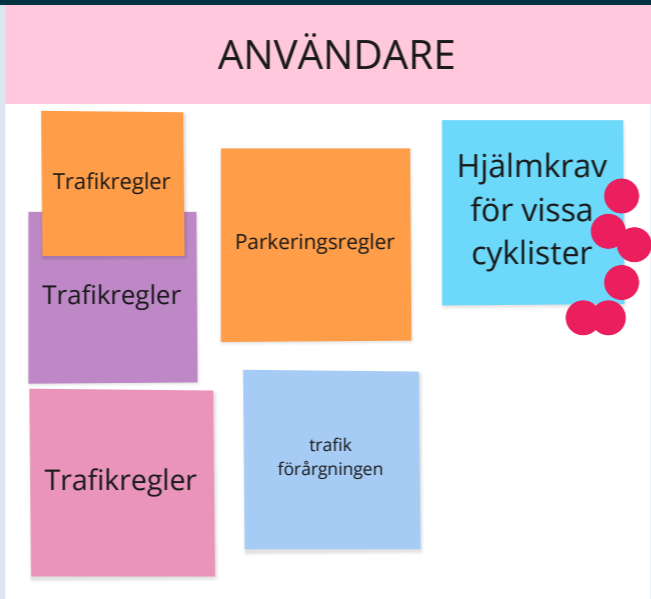 ANVÄNDARE
Trafikregler
Trafikregler
Trafikregler
Parkeringsregler
trafik
förårgningen
Hjälmkrav
för vissa
cyklister